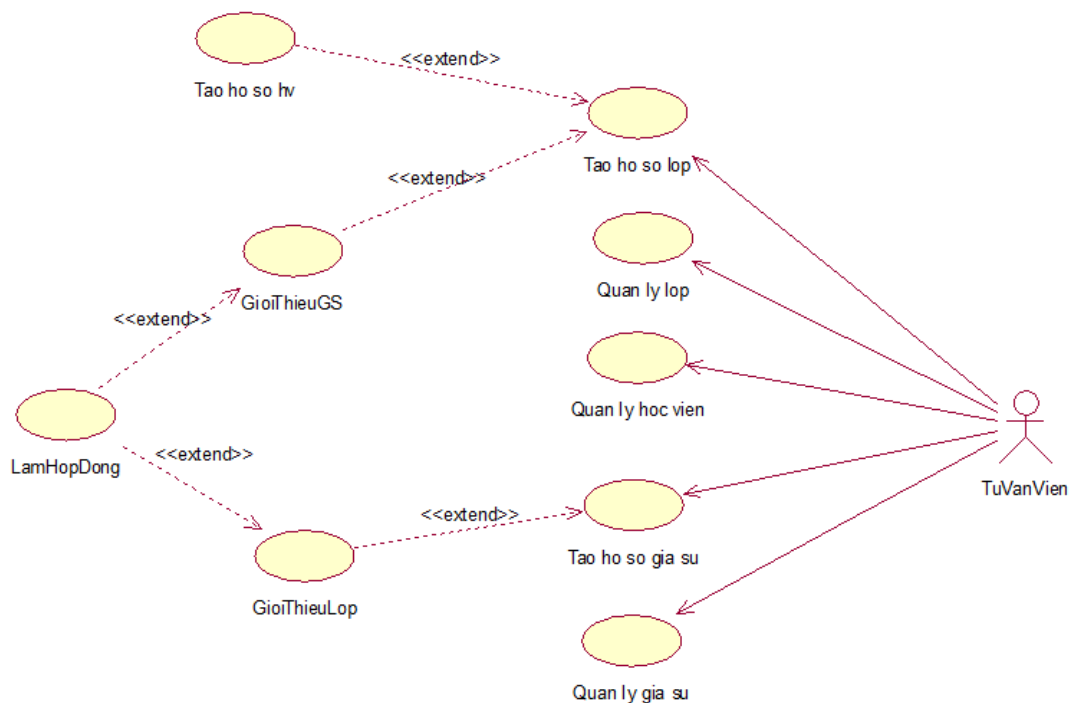 <<extend>>
Tao ho so hv
Tao ho so lop
<<extend>>
GioiThieuGS
Quan ly lop
<<extend>>
Quan ly hoc vien
LamHopDong
<<extend>>
TuVanVien
<<extend>>
Tao ho so gia su
GioiThieuLop
Quan ly gia su